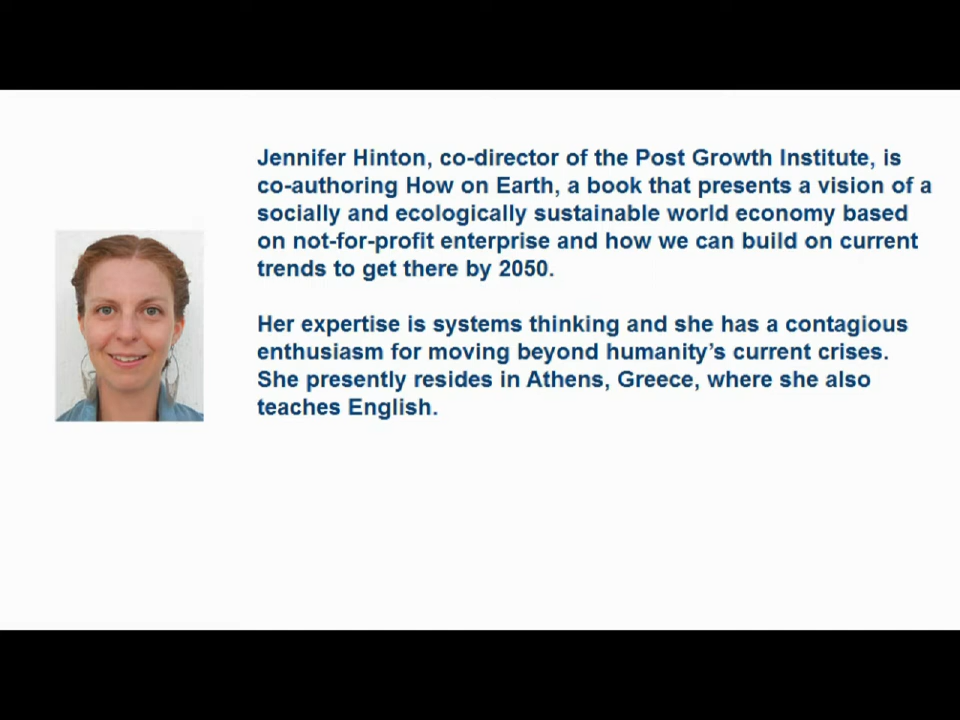 Jennifer Hinton, co-director of the Post Growth Institute, is
co-authoring How on Earth, a book that presents a vision of a
socially and ecologically sustainable world economy based
on not-for-profit enterprise and how we can build on current
trends to get there by 2050.
Her expertise is systems thinking and she has a contagious
enthusiasm for moving beyond humanity’s current crises.
She presently resides in Athens, Greece, where she also
teaches English.